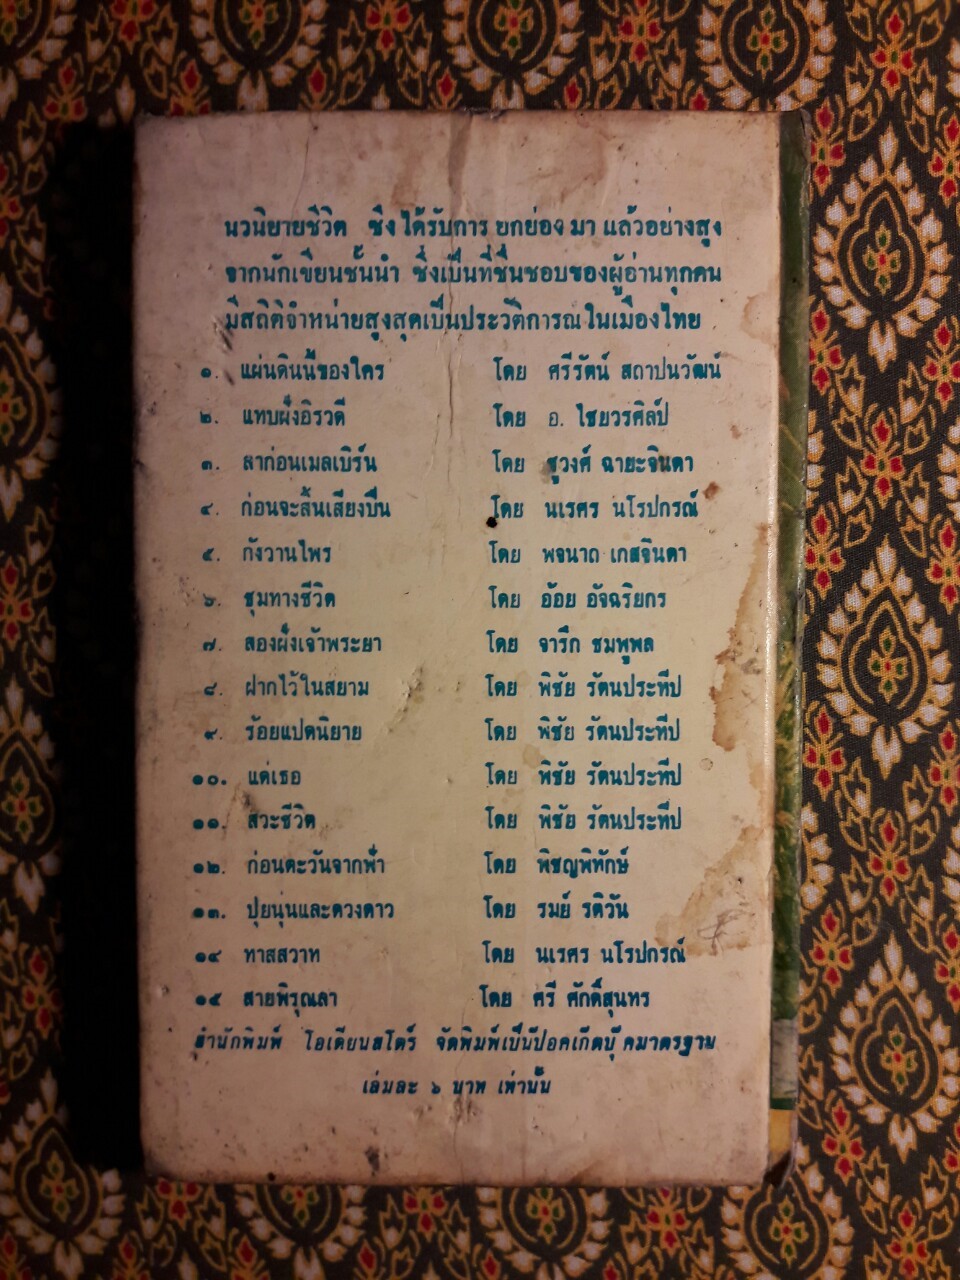 นวนิยายชีวิต ซึ่งได้รับการ ยกย่อง มา แล้วอย่างสูง
จากนักเขียนชั้นนำ ซึ่งเป็นที่ชื่นชอบของผู้อ่านทุกคน
มีสถิติจำหน่ายสูงสุดเป็นประวัติการณ์ในเมืองไทย
๑. แผ่นดินนี้ของใคร โดย ศรีรัตน์ สถาปนวัฒน์
๒. แทบฝั่งอิรวดี โดย อ. ไชยวรศิลป์
๓. ลาก่อนเมลเบิร์น โดย ชูวงศ์ ฉายะจินดา
๔. ก่อนจะสิ้นเสียงปืน โดย นเรศร นโรปกรณ์
๕. กังวานไพร โดย พจนาถ เกสจินดา
๖. ชุมทางชีวิต โดย อ้อย อัจฉริยกร
๗. สองฝั่งเจ้าพระยา โดย จารึก ชมพูพล
๘. ฝากไว้ในสยาม โดย พิชัย รัตนประทีป
๙. ร้อยแปดนิยาย โดย พิชัย รัตนประทีป
๑๐. แด่เธอ โดย พิชัย รัตนประทีป
๑๑. สวะชีวิต โดย พิชัย รัตนประทีป
๑๒. ก่อนตะวันจากฟ้า โดย พิชญพิทักษ์
๑๓. ปุยนุ่นและดวงดาว โดย รมย์ รติวัน
๑๔ ทาสสวาท โดย นเรศร นโรปกรณ์
๑๕ สายพิรุณลา โดย ศรี ศักดิ์สุนทร
สำนักพิมพ์ โอเดียนสโตร์ จัดพิมพ์เป็นป๊อคเก็ตบุ๊คมาตรฐาน
เล่มละ ๖ บาท เท่านั้น